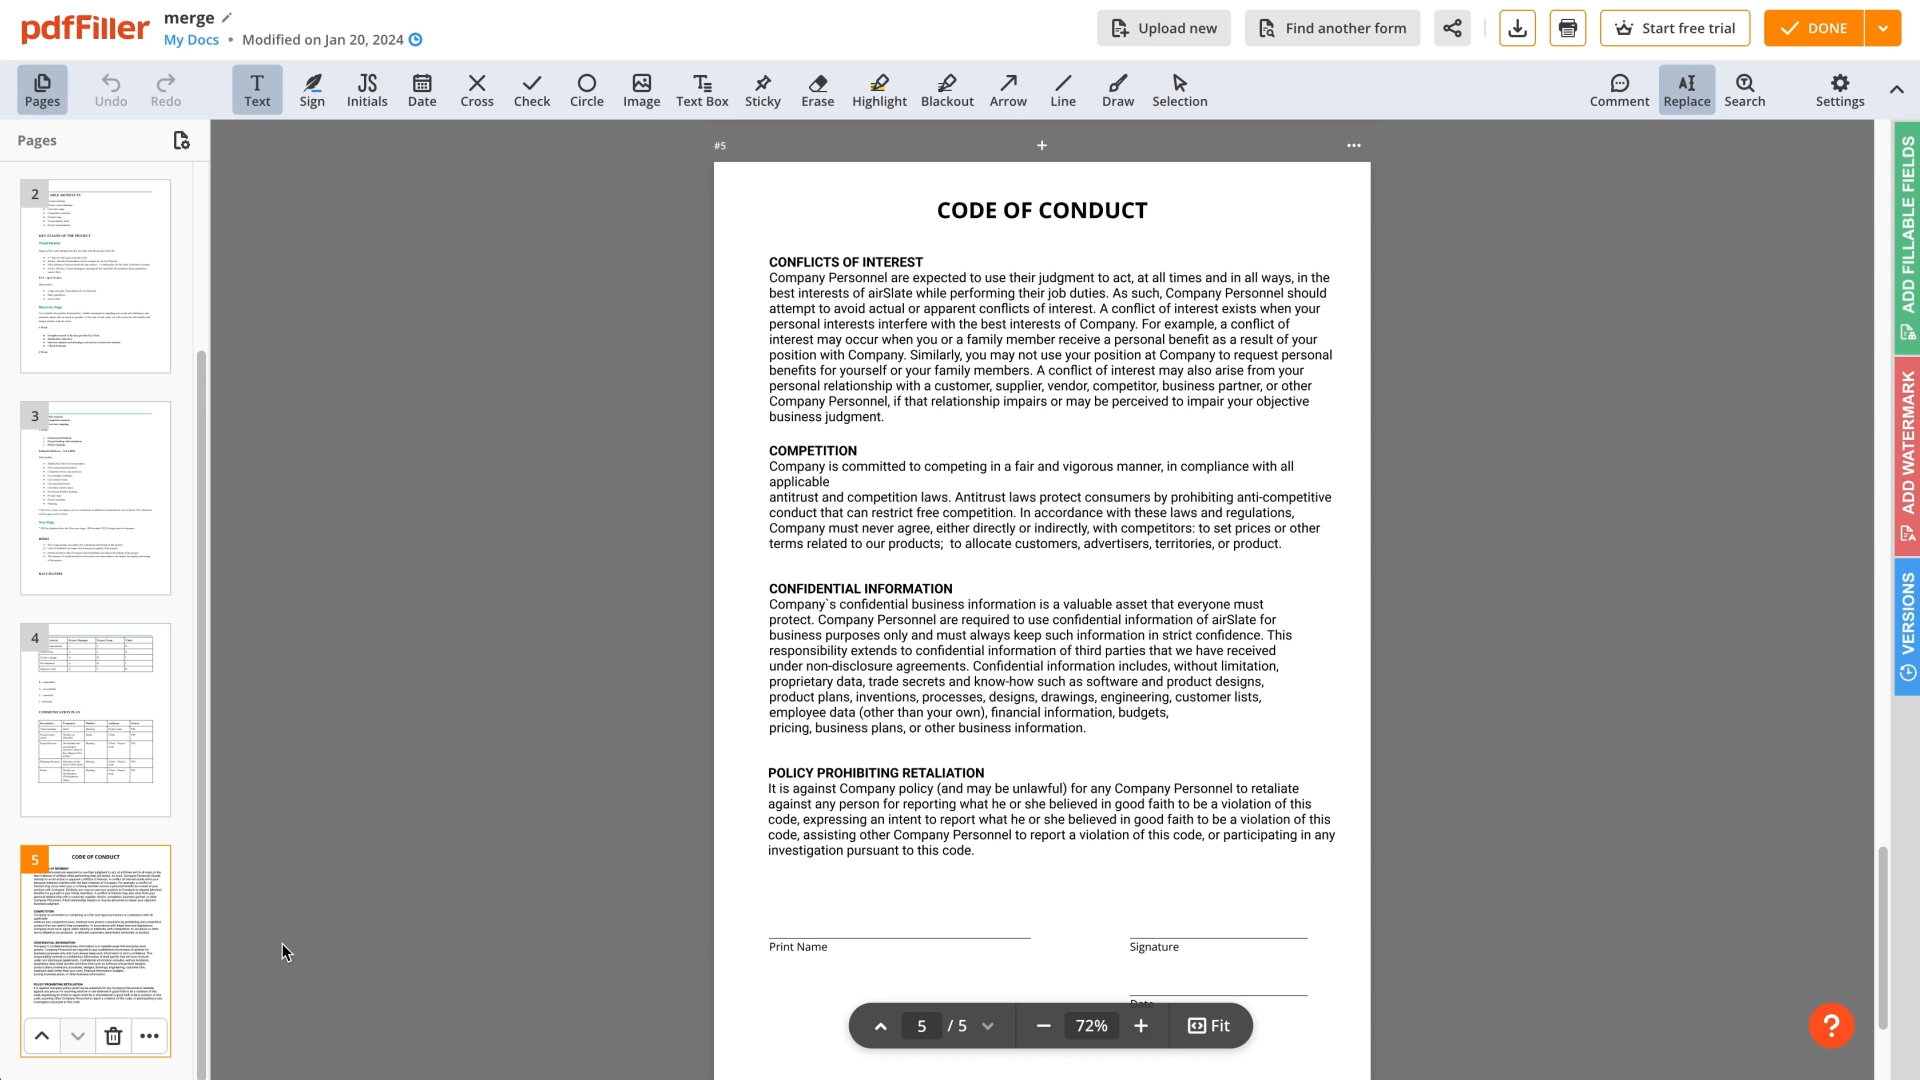 pdfFiller
merge
My Docs • Modified on Jan 20, 2024
Upload new
Find another form
Start free trial
DONE
Pages
Undo
Redo
Text
Sign
Initials
Date
Cross
Check
Circle
Image
Text Box
Sticky
Erase
Highlight
Blackout
Arrow
Line
Draw
Selection
Comment
Replace
Search
Settings
Pages
2
KEY STAGES OF THE PROJECT
3
4
COMMUNICATION PLAN
5
CODE OF CONDUCT
#5
CODE OF CONDUCT
CONFLICTS OF INTEREST
Company Personnel are expected to use their judgment to act, at all times and in all ways, in the
best interests of airSlate while performing their job duties. As such, Company Personnel should
attempt to avoid actual or apparent conflicts of interest. A conflict of interest exists when your
personal interests interfere with the best interests of Company. For example, a conflict of
interest may occur when you or a family member receive a personal benefit as a result of your
position with Company. Similarly, you may not use your position at Company to request personal
benefits for yourself or your family members. A conflict of interest may also arise from your
personal relationship with a customer, supplier, vendor, competitor, business partner, or other
Company Personnel, if that relationship impairs or may be perceived to impair your objective
business judgment.
COMPETITION
Company is committed to competing in a fair and vigorous manner, in compliance with all
applicable
antitrust and competition laws. Antitrust laws protect consumers by prohibiting anti-competitive
conduct that can restrict free competition. In accordance with these laws and regulations,
Company must never agree, either directly or indirectly, with competitors: to set prices or other
terms related to our products;  to allocate customers, advertisers, territories, or product.
CONFIDENTIAL INFORMATION
Company`s confidential business information is a valuable asset that everyone must
protect. Company Personnel are required to use confidential information of airSlate for
business purposes only and must always keep such information in strict confidence. This
responsibility extends to confidential information of third parties that we have received
under non-disclosure agreements. Confidential information includes, without limitation,
proprietary data, trade secrets and know-how such as software and product designs,
product plans, inventions, processes, designs, drawings, engineering, customer lists,
employee data (other than your own), financial information, budgets,
pricing, business plans, or other business information.
POLICY PROHIBITING RETALIATION
It is against Company policy (and may be unlawful) for any Company Personnel to retaliate
against any person for reporting what he or she believed in good faith to be a violation of this
code, expressing an intent to report what he or she believed in good faith to be a violation of this
code, assisting other Company Personnel to report a violation of this code, or participating in any
investigation pursuant to this code.
Print Name
Signature
Date
5 / 5
72%
Fit
?
ADD FILLABLE FIELDS
ADD WATERMARK
VERSIONS